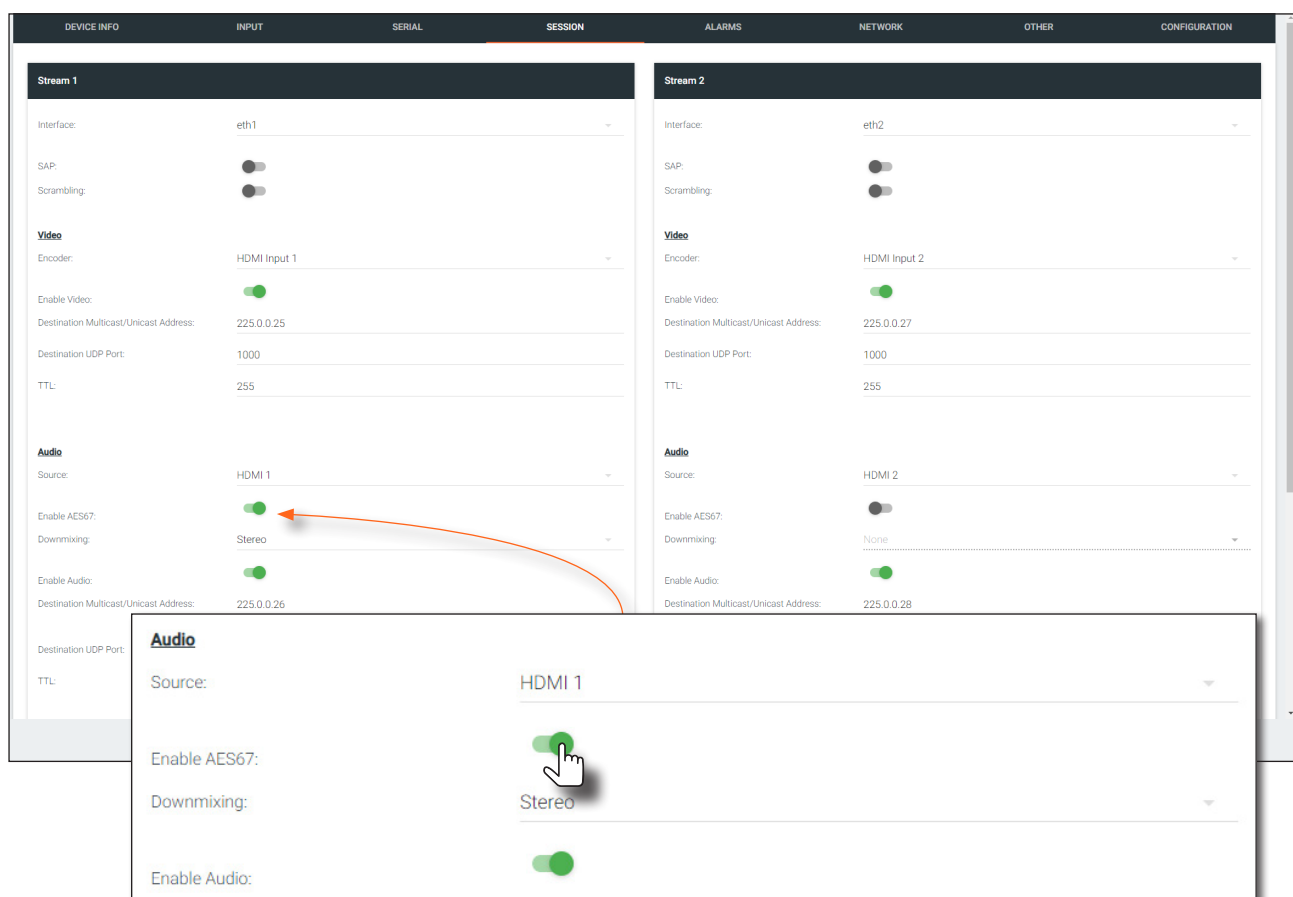 DEVICE INFO INPUT SERIAL SESSION ALARMS NETWORK OTHER CONFIGURATION
Stream 1
Interface: eth1
SAP:
Scrambling:
Video
Encoder: HDMI Input 1
Enable Video:
Destination Multicast/Unicast Address: 225.0.0.25
Destination UDP Port: 1000
TTL: 255
Audio
Source: HDMI 1
Enable AES67:
Downmixing: Stereo
Enable Audio:
Destination Multicast/Unicast Address: 225.0.0.26
Destination UDP Port:
TTL:
Stream 2
Interface: eth2
SAP:
Scrambling:
Video
Encoder: HDMI Input 2
Enable Video:
Destination Multicast/Unicast Address: 225.0.0.27
Destination UDP Port: 1000
TTL: 255
Audio
Source: HDMI 2
Enable AES67:
Downmixing: None
Enable Audio:
Destination Multicast/Unicast Address: 225.0.0.28
Audio
Source: HDMI 1
Enable AES67:
Downmixing: Stereo
Enable Audio: